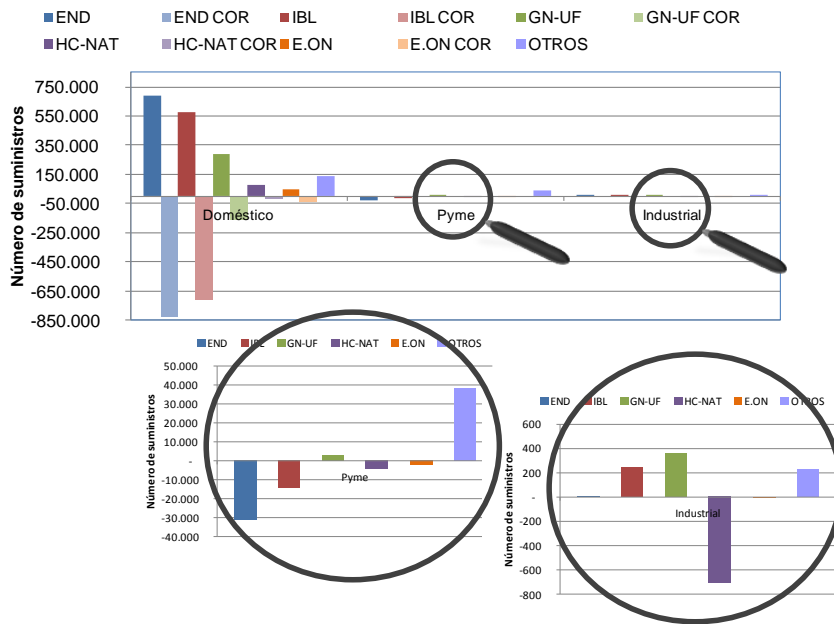 END END COR IBL IBL COR GN-UF GN-UF COR
HC-NAT HC-NAT COR E.ON E.ON COR OTROS
Número de suministros
750.000
550.000
350.000
150.000
-50.000
-250.000
-450.000
-650.000
-850.000
Doméstico Pyme Industrial
END IBL GN-UF HC-NAT E.ON OTROS
Número de suministros
50.000
40.000
30.000
20.000
10.000
-
-10.000
-20.000
-30.000
-40.000
Pyme
END IBL GN-UF HC-NAT E.ON OTROS
Número de suministros
600
400
200
-
-200
-400
-600
-800
Industrial